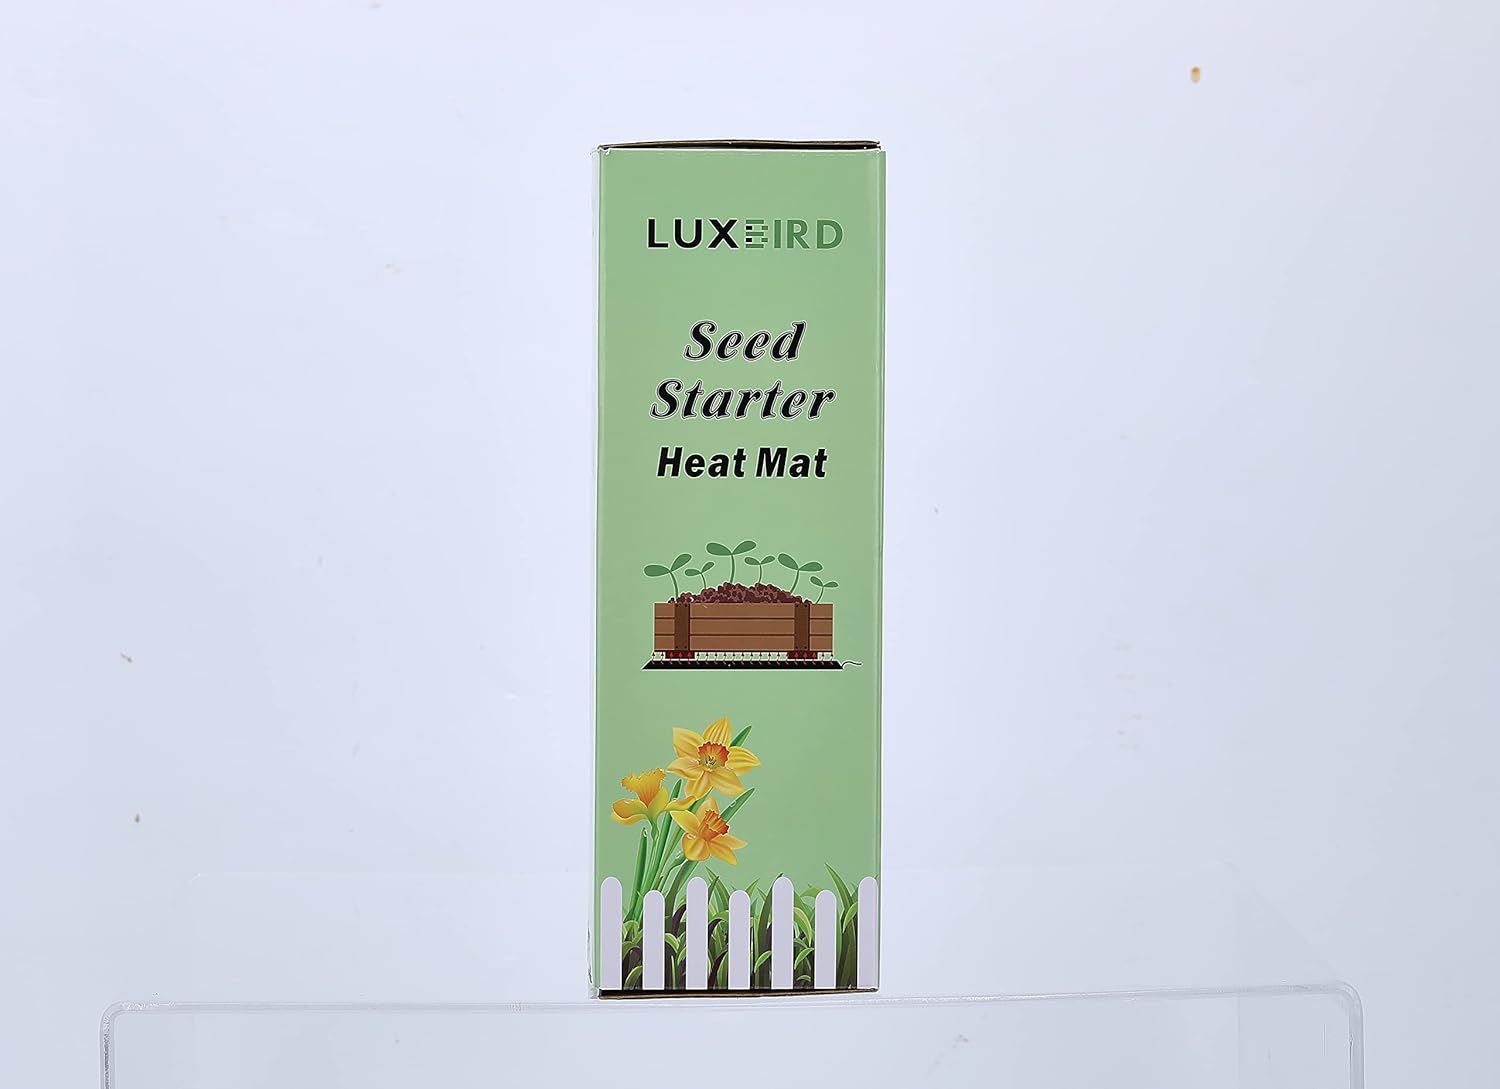 LUXBIRD
Seed
Starter
Heat Mat